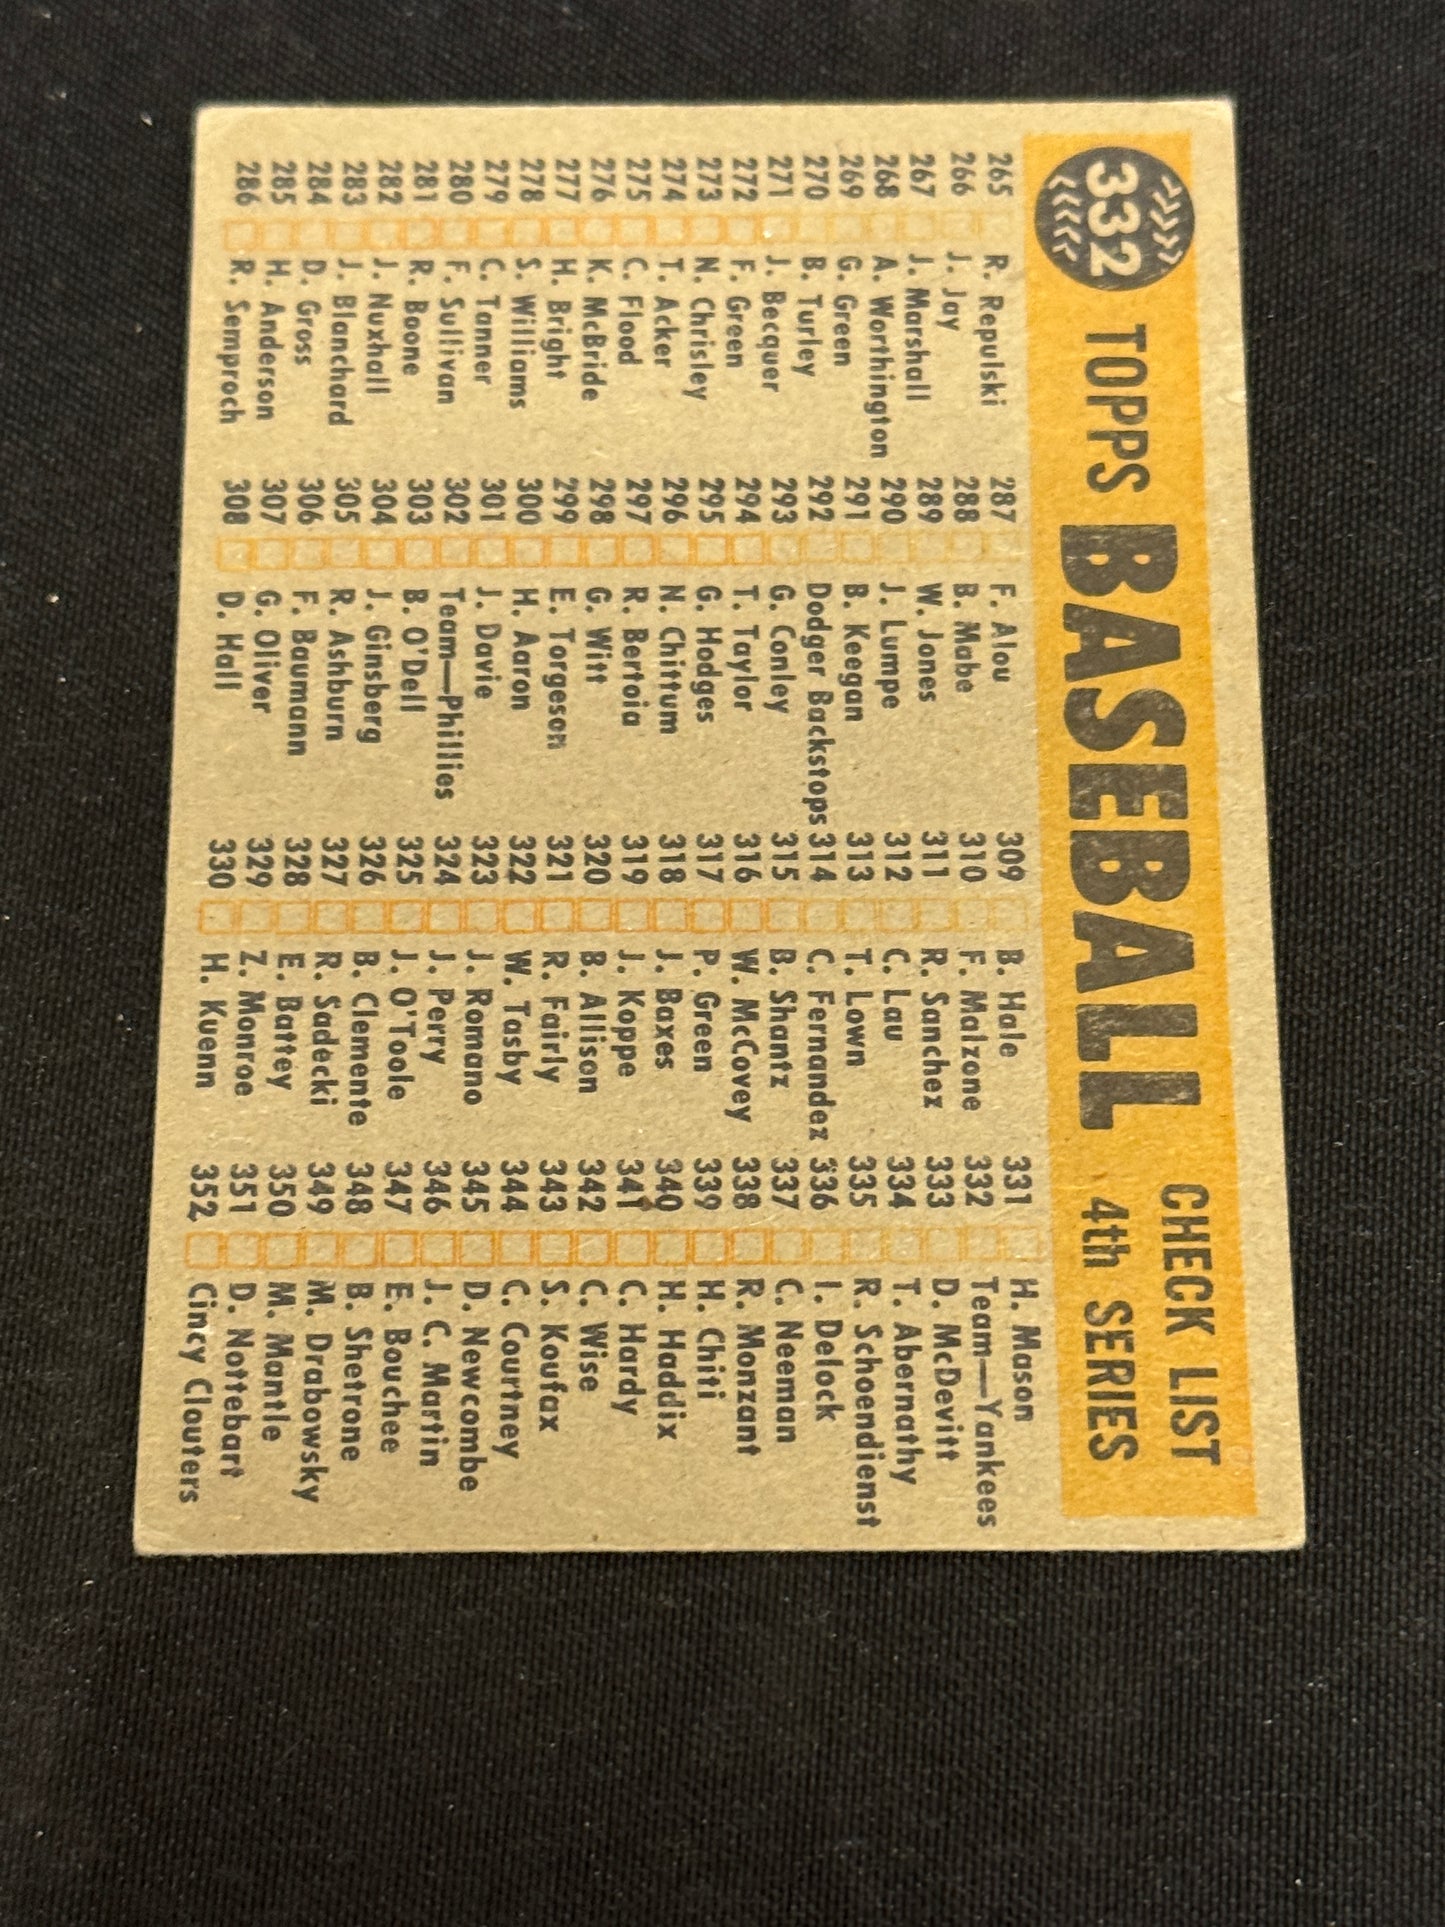 332 TOPPS BASEBALL CHECK LIST
4th SERIES
265 R. Repulski
266 J. Jay
267 J. Marshall
268 A. Worthington
269 G. Green
270 B. Turley
271 J. Becquer
272 F. Green
273 N. Chrisley
274 T. Acker
275 C. Flood
276 K. McBride
277 H. Bright
278 S. Williams
279 C. Tanner
280 F. Sullivan
281 R. Boone
282 J. Nuxhall
283 J. Blanchard
284 D. Gross
285 H. Anderson
286 R. Semproch
287 F. Alou
288 B. Mabe
289 W. Jones
290 J. Lumpe
291 B. Keegan
292 Dodger Backstops
293 G. Conley
294 T. Taylor
295 G. Hodges
296 N. Chittum
297 R. Bertoia
298 G. Witt
299 E. Torgeson
300 H. Aaron
301 J. Davie
302 Team—Phillies
303 B. O'Dell
304 J. Ginsberg
305 R. Ashburn
306 F. Baumann
307 G. Oliver
308 D. Hall
309 B. Hale
310 F. Malzone
311 R. Sanchez
312 C. Lau
313 T. Lown
314 C. Fernandez
315 B. Shantz
316 W. McCovey
317 P. Green
318 J. Baxes
319 J. Koppe
320 B. Allison
321 R. Fairly
322 W. Tasby
323 J. Romano
324 J. Perry
325 J. O'Toole
326 B. Clemente
327 R. Sadecki
328 E. Battey
329 Z. Monroe
330 H. Kuenn
331 H. Mason
332 Team—Yankees
333 D. McDevitt
334 T. Abernathy
335 R. Schoendienst
336 I. Delock
337 C. Neeman
338 R. Monzant
339 H. Chiti
340 H. Haddix
341 C. Hardy
342 C. Wise
343 S. Koufax
344 C. Courtney
345 D. Newcombe
346 J. C. Martin
347 E. Bouchee
348 B. Shetrone
349 M. Drabowsky
350 M. Mantle
351 D. Nottebart
352 Cincy Clouters